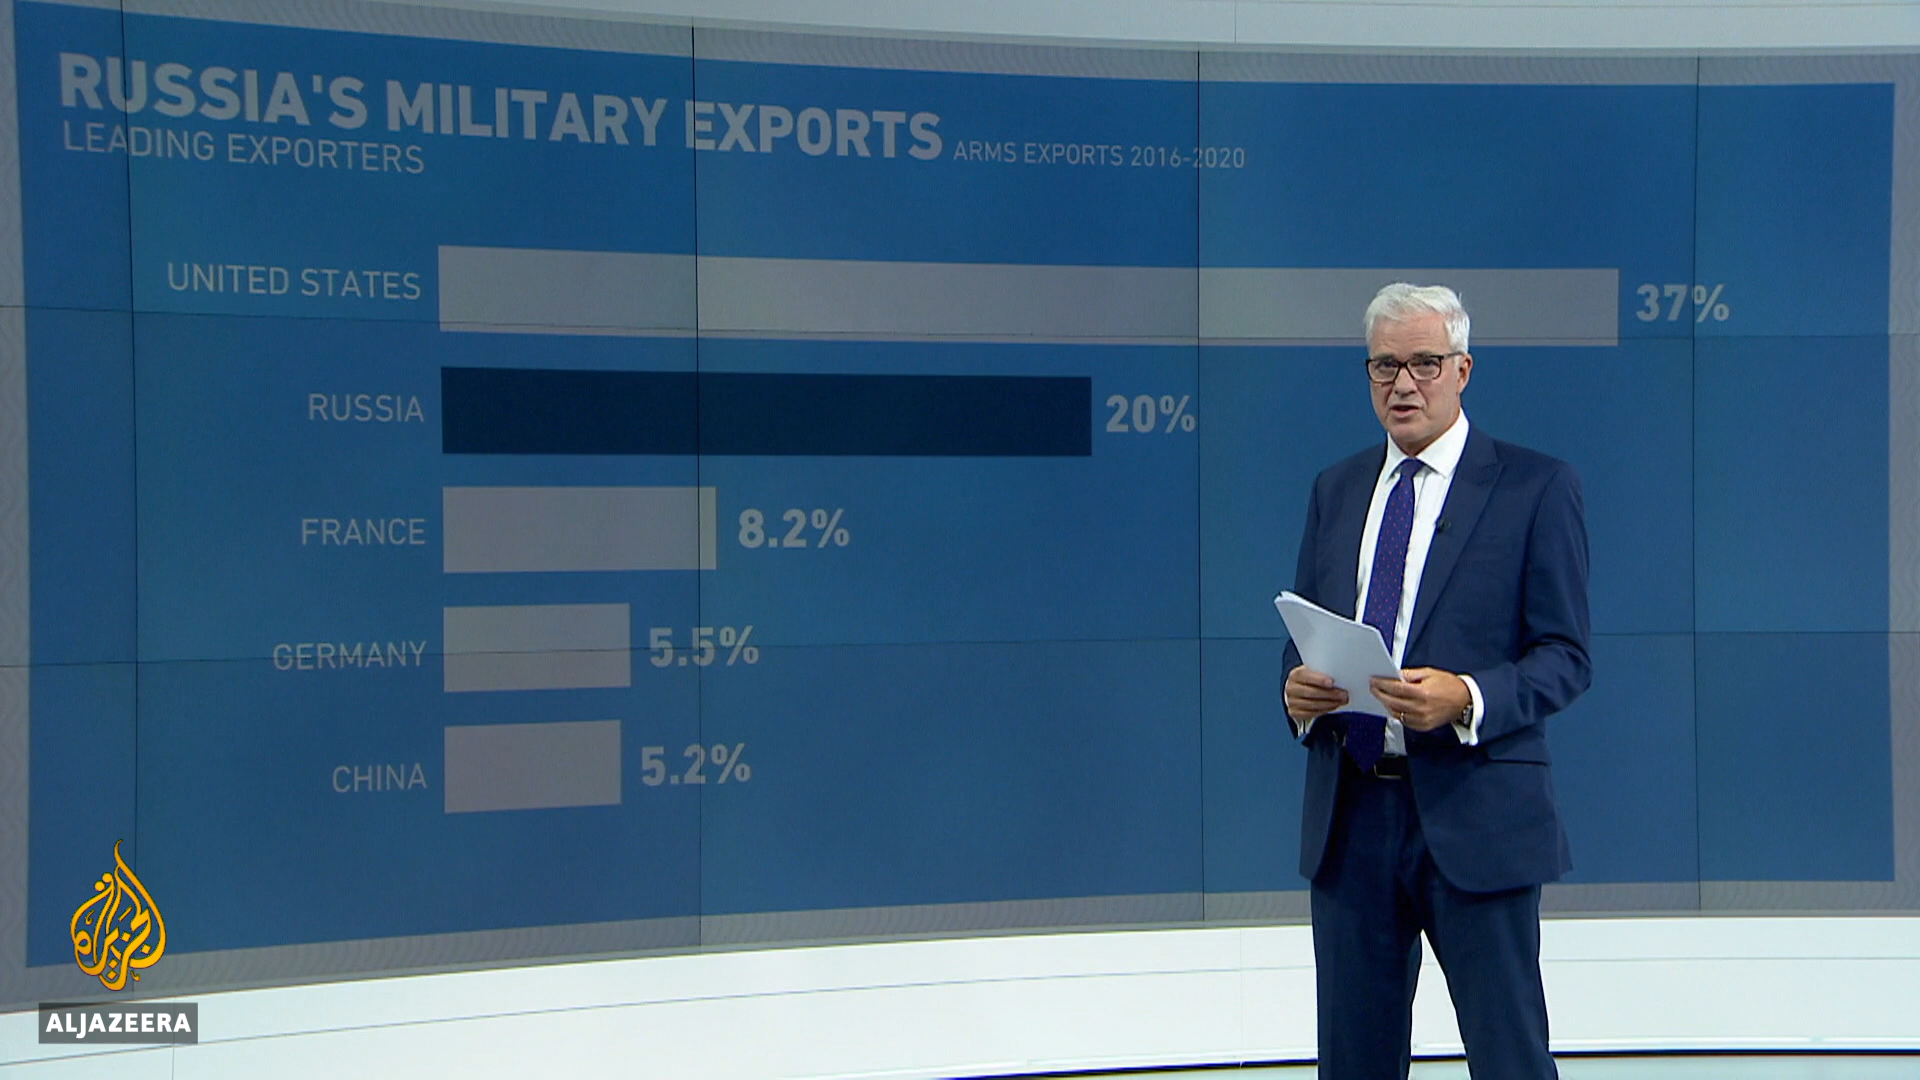 RUSSIA'S MILITARY EXPORTS ARMS EXPORTS 2016-2020
LEADING EXPORTERS
UNITED STATES 37%
RUSSIA 20%
FRANCE 8.2%
GERMANY 5.5%
CHINA 5.2%
الجزيرة
ALJAZEERA